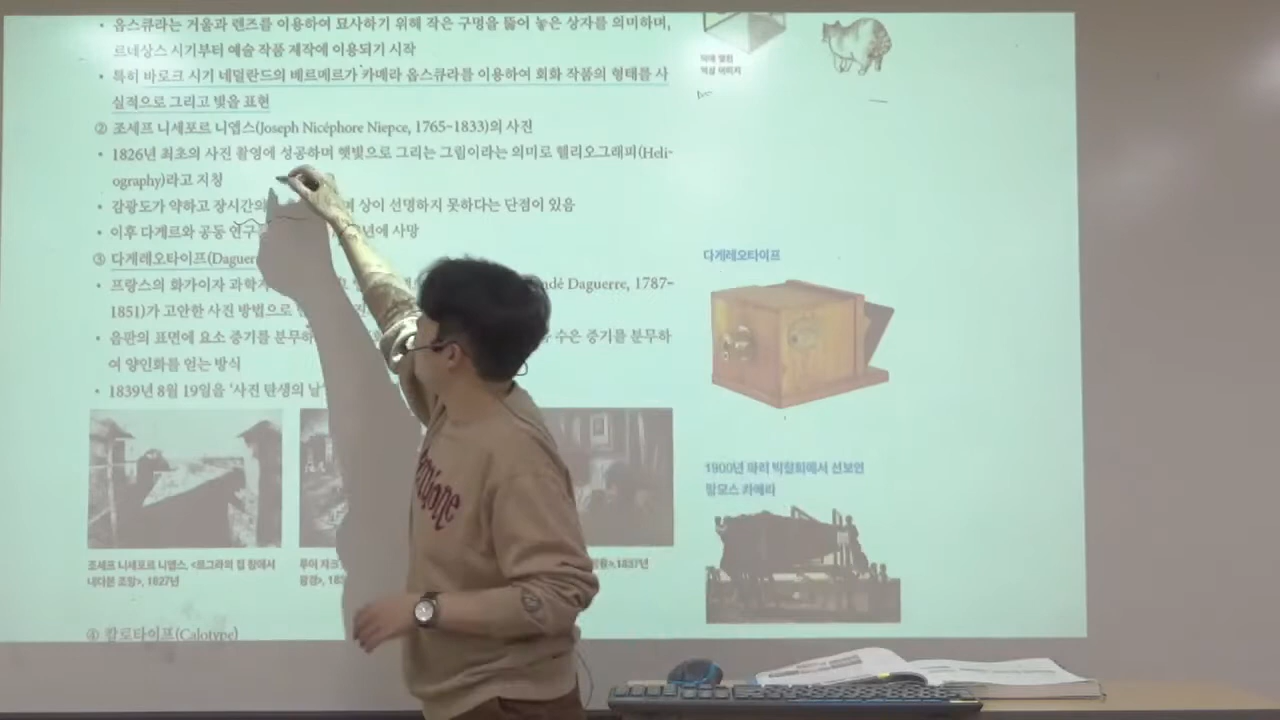 • 옵스큐라는 거울과 렌즈를 이용하여 묘사하기 위해 작은 구멍을 뚫어 놓은 상자를 의미하며,
르네상스 시기부터 예술 작품 제작에 이용되기 시작
• 특히 바로크 시기 네덜란드의 베르메르가 카메라 옵스큐라를 이용하여 회화 작품의 형태를 사
실적으로 그리고 빛을 표현
② 조세프 니세포르 니엡스(Joseph Nicéphore Niepce, 1765-1833)의 사진
• 1826년 최초의 사진 촬영에 성공하며 햇빛으로 그리는 그림이라는 의미로 헬리오그래피(Heli-
ography)라고 지칭
• 감광도가 약하고 장시간의 상이 선명하지 못하다는 단점이 있음
• 이후 다게르와 공동 연구 년에 사망
③ 다게레오타이프(Daguer
• 프랑스의 화가이자 과학자 ndé Daguerre, 1787-
1851)가 고안한 사진 방법으로
• 음판의 표면에 요소 중기를 분무하 수은 중기를 분무하
여 양인화를 얻는 방식
• 1839년 8월 19일을 '사진 탄생의 날'
조세프 니세포르 니엡스, <르그라의 집 창에서
내다본 조망>, 1827년
루이 자크
1837년
④ 칼로타이프(Calotype)
다게레오타이프
1900년 파리 박람회에서 선보인
맘모스 카메라